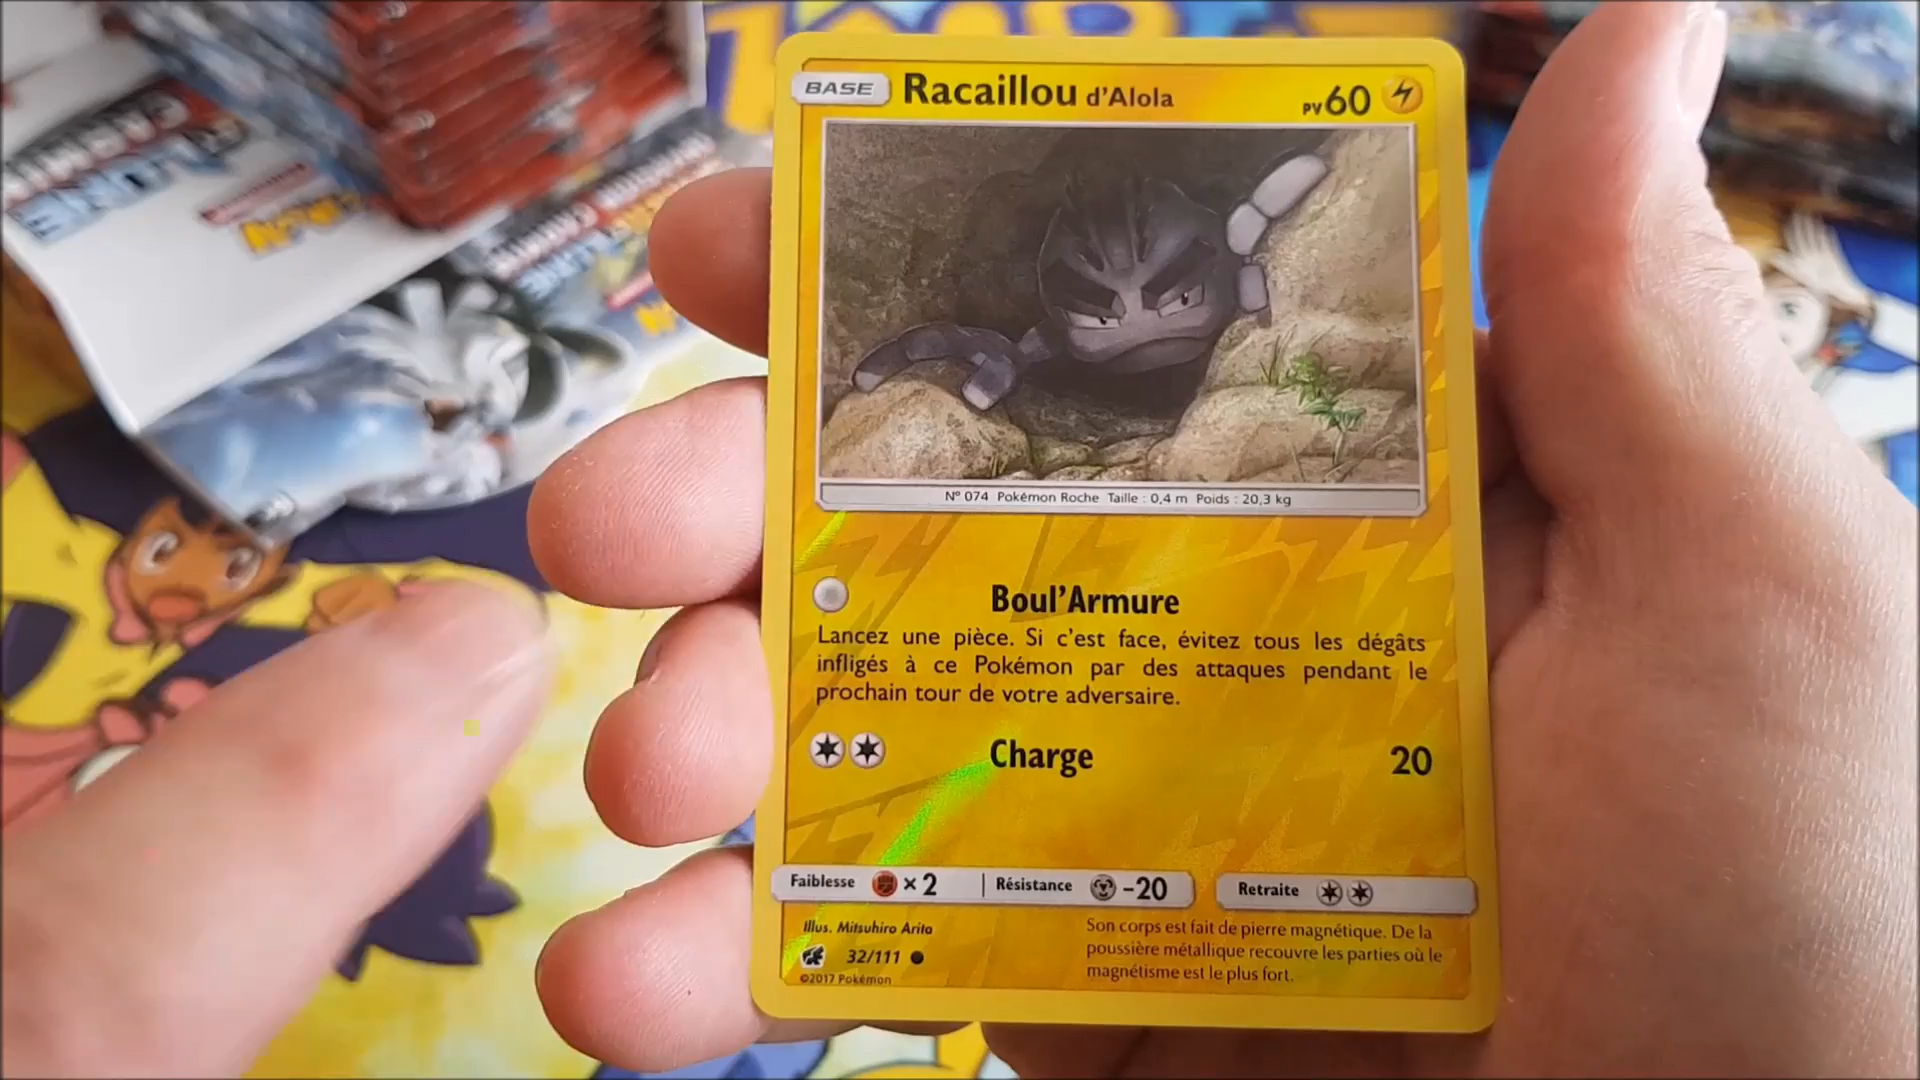 BASE Racaillou d'Alola PV 60
N° 074 Pokémon Roche Taille : 0,4 m Poids : 20,3 kg
Boul'Armure
Lancez une pièce. Si c'est face, évitez tous les dégâts
infligés à ce Pokémon par des attaques pendant le
prochain tour de votre adversaire.
Charge 20
Faiblesse ×2 Résistance -20 Retraite
Illus. Mitsuhiro Arita
32/111
©2017 Pokémon
Son corps est fait de pierre magnétique. De la
poussière métallique recouvre les parties où le
magnétisme est le plus fort.